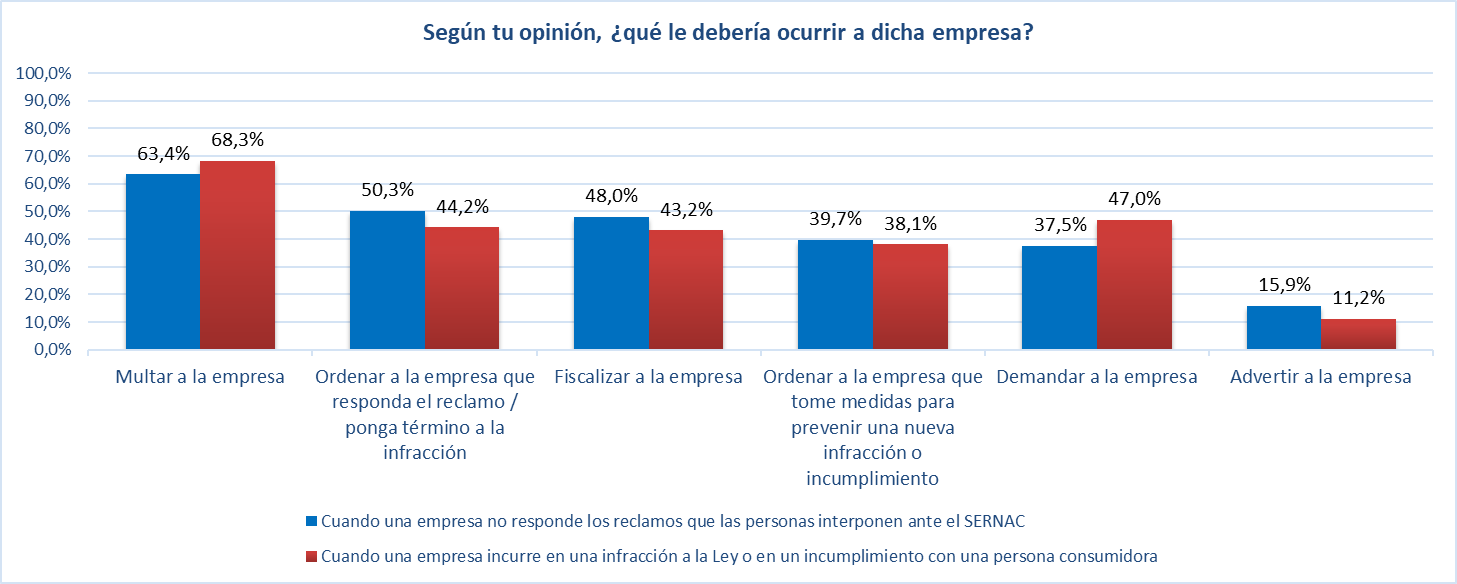 Según tu opinión, ¿qué le debería ocurrir a dicha empresa?
100,0%
90,0%
80,0%
70,0%
60,0%
50,0%
40,0%
30,0%
20,0%
10,0%
0,0%
63,4%
68,3%
50,3%
44,2%
48,0%
43,2%
39,7%
38,1%
37,5%
47,0%
15,9%
11,2%
Multar a la empresa
Ordenar a la empresa que
responda el reclamo /
ponga término a la
infracción
Fiscalizar a la empresa
Ordenar a la empresa que
tome medidas para
prevenir una nueva
infracción o
incumplimiento
Demandar a la empresa
Advertir a la empresa
Cuando una empresa no responde los reclamos que las personas interponen ante el SERNAC
Cuando una empresa incurre en una infracción a la Ley o en un incumplimiento con una persona consumidora